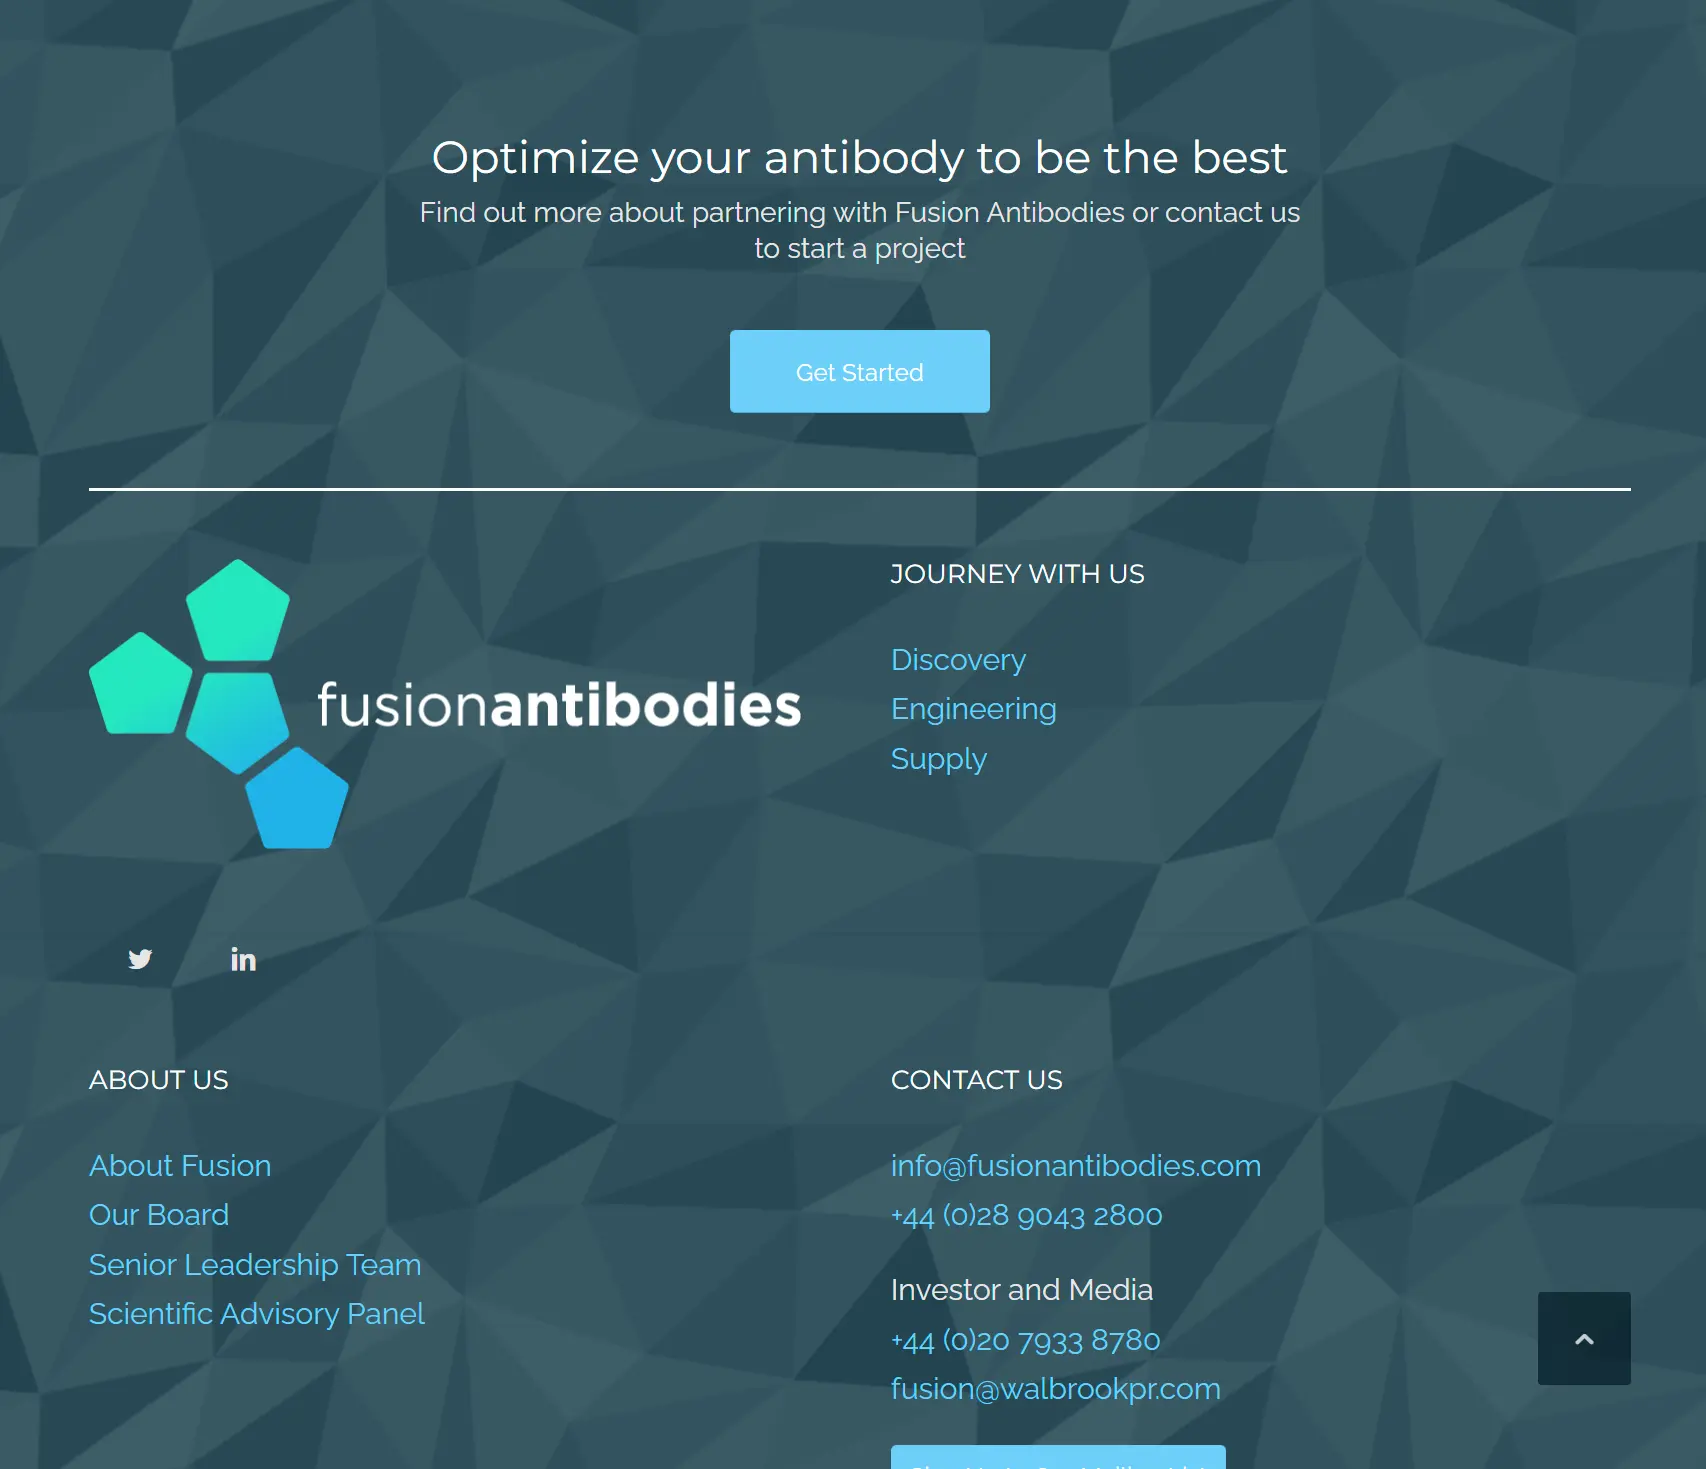 Optimize your antibody to be the best
Find out more about partnering with Fusion Antibodies or contact us
to start a project
Get Started
fusionantibodies
JOURNEY WITH US
Discovery
Engineering
Supply
ABOUT US
About Fusion
Our Board
Senior Leadership Team
Scientific Advisory Panel
CONTACT US
info@fusionantibodies.com
+44 (0)28 9043 2800
Investor and Media
+44 (0)20 7933 8780
fusion@walbrookpr.com